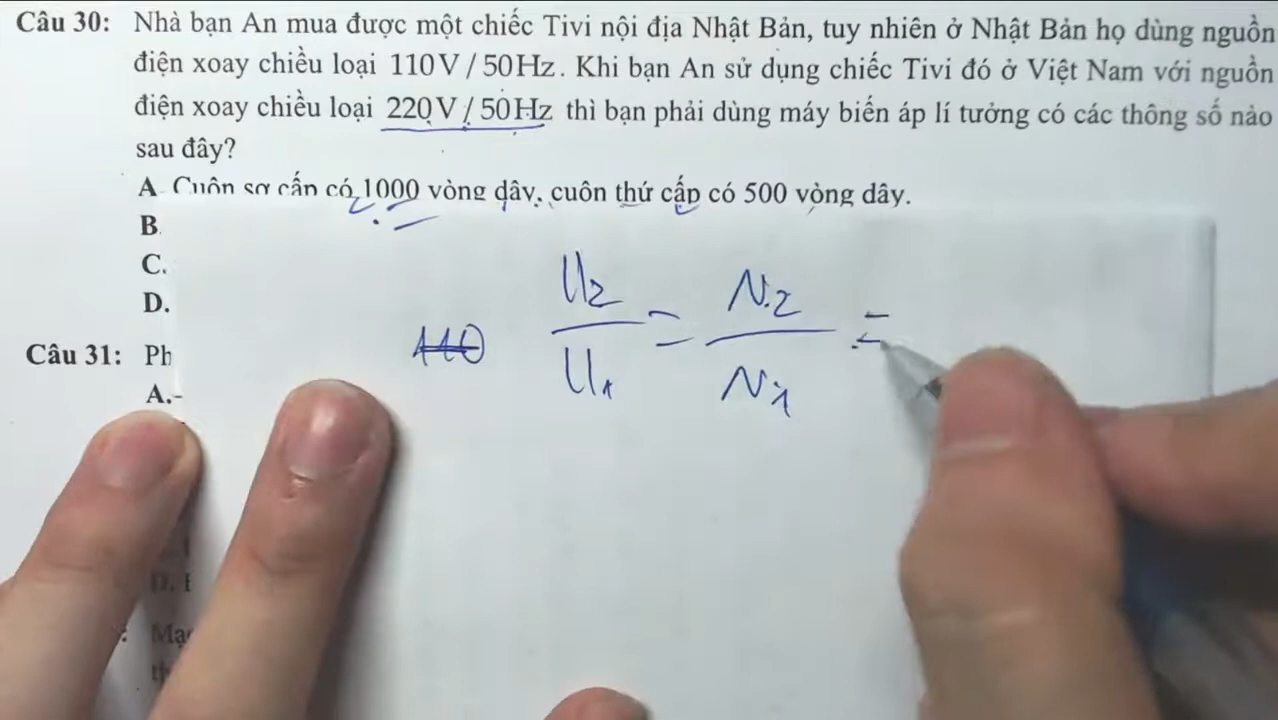 Câu 30: Nhà bạn An mua được một chiếc Tivi nội địa Nhật Bản, tuy nhiên ở Nhật Bản họ dùng nguồn
điện xoay chiều loại 110V/50Hz. Khi bạn An sử dụng chiếc Tivi đó ở Việt Nam với nguồn
điện xoay chiều loại 220V/50Hz thì bạn phải dùng máy biến áp lí tưởng có các thông số nào
sau đây?
A Cuộn sơ cấp có 1000 vòng dây, cuộn thứ cấp có 500 vòng dây.
B
C.
D.
110 U2/U1 = N2/N1 =
Câu 31: Ph
A.
D.